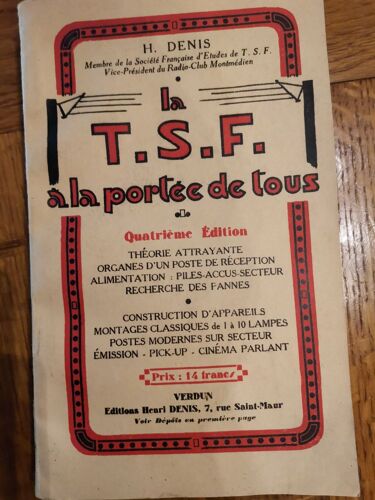 H. DENIS
Membre de la Société Française d'Etudes de T. S. F.
Vice-Président du Radio-Club Montmédien
la
T.S.F.
à la portée de tous
Quatrième Édition
THÉORIE ATTRAYANTE
ORGANES D'UN POSTE DE RÉCEPTION
ALIMENTATION : PILES-ACCUS-SECTEUR
RECHERCHE DES PANNES
CONSTRUCTION D'APPAREILS
MONTAGES CLASSIQUES de 1 à 10 LAMPES
POSTES MODERNES SUR SECTEUR
ÉMISSION - PICK-UP - CINÉMA PARLANT
Prix : 14 francs
VERDUN
Editions Henri DENIS, 7, rue Saint-Maur
Voir Dépôts en première page